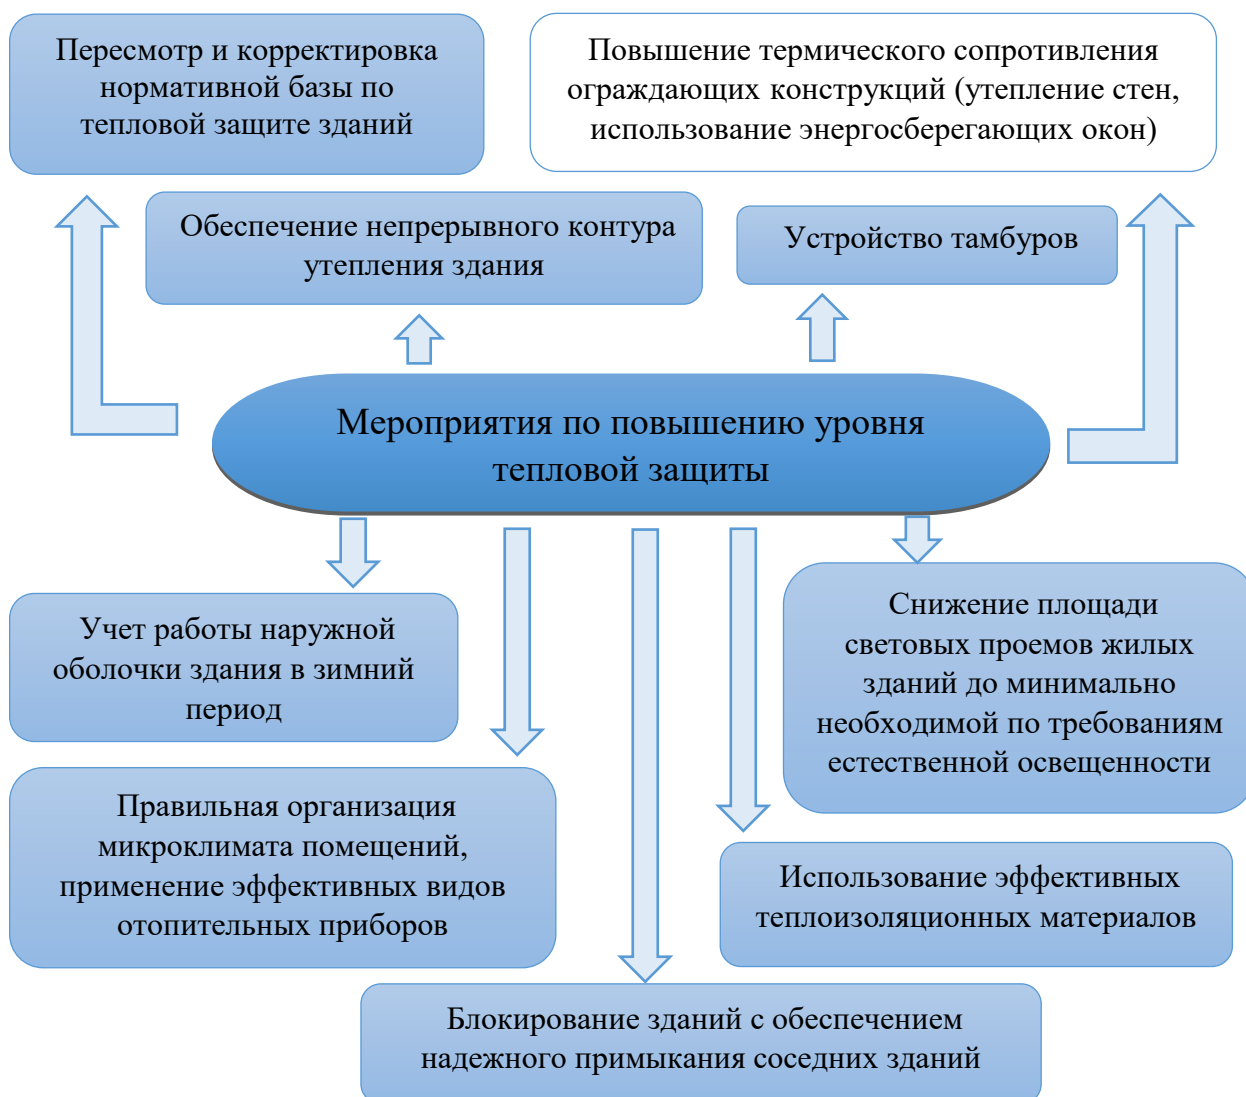 Пересмотр и корректировка
нормативной базы по
тепловой защите зданий
Повышение термического сопротивления
ограждающих конструкций (утепление стен,
использование энергосберегающих окон)
Обеспечение непрерывного контура
утепления здания
Устройство тамбуров
Мероприятия по повышению уровня
тепловой защиты
Учет работы наружной
оболочки здания в зимний
период
Снижение площади
световых проемов жилых
зданий до минимально
необходимой по требованиям
естественной освещенности
Правильная организация
микроклимата помещений,
применение эффективных видов
отопительных приборов
Использование эффективных
теплоизоляционных материалов
Блокирование зданий с обеспечением
надежного примыкания соседних зданий